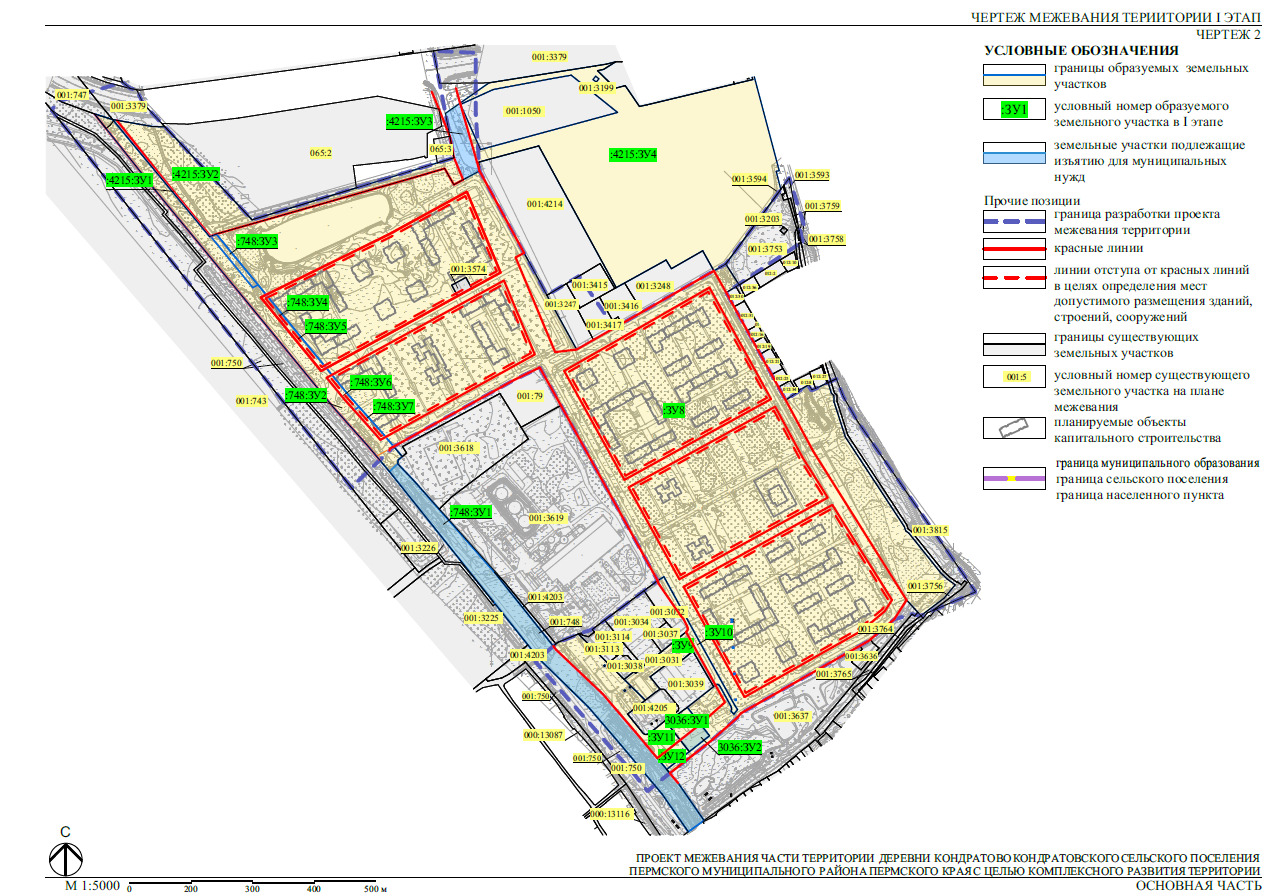 ЧЕРТЕЖ МЕЖЕВАНИЯ ТЕРИИТОРИИ I ЭТАП
ЧЕРТЕЖ 2
УСЛОВНЫЕ ОБОЗНАЧЕНИЯ
границы образуемых земельных
участков
:ЗУ1
условный номер образуемого
земельного участка в I этапе
земельные участки подлежащие
изъятию для муниципальных
нужд
Прочие позиции
граница разработки проекта
межевания территории
красные линии
линии отступа от красных линий
в целях определения мест
допустимого размещения зданий,
строений, сооружений
границы существующих
земельных участков
001:5
условный номер существующего
земельного участка на плане
межевания
планируемые объекты
капитального строительства
граница муниципального образования
граница сельского поселения
граница населенного пункта
001:3379
001:747
001:3379
001:3199
001:1050
:4215:ЗУ3
065:2
065:3
:4215:ЗУ4
:4215:ЗУ1
:4215:ЗУ2
001:3594
001:3593
001:4214
001:3759
001:3203
001:3758
:748:ЗУ3
001:3753
001:3574
001:3415
001:3248
:748:ЗУ4
001:3247
001:3416
:748:ЗУ5
001:3417
001:750
:748:ЗУ6
:748:ЗУ2
001:79
001:743
:748:ЗУ7
:ЗУ8
001:3618
:748:ЗУ1
001:3619
001:3815
001:3226
001:3756
001:4203
001:3225
001:748
001:3034
001:3764
001:3114
001:3037
:ЗУ10
001:3113
:ЗУ9
001:4203
001:3031
001:3636
001:3038
001:3765
001:3039
001:750
001:4205
3036:ЗУ1
001:3637
000:13087
:ЗУ11
3036:ЗУ2
001:750
:ЗУ12
001:750
000:13116
С
М 1:5000
0 200 300 400 500 м
ПРОЕКТ МЕЖЕВАНИЯ ЧАСТИ ТЕРРИТОРИИ ДЕРЕВНИ КОНДРАТОВО КОНДРАТОВСКОГО СЕЛЬСКОГО ПОСЕЛЕНИЯ
ПЕРМСКОГО МУНИЦИПАЛЬНОГО РАЙОНА ПЕРМСКОГО КРАЯ С ЦЕЛЬЮ КОМПЛЕКСНОГО РАЗВИТИЯ ТЕРРИТОРИИ
ОСНОВНАЯ ЧАСТЬ